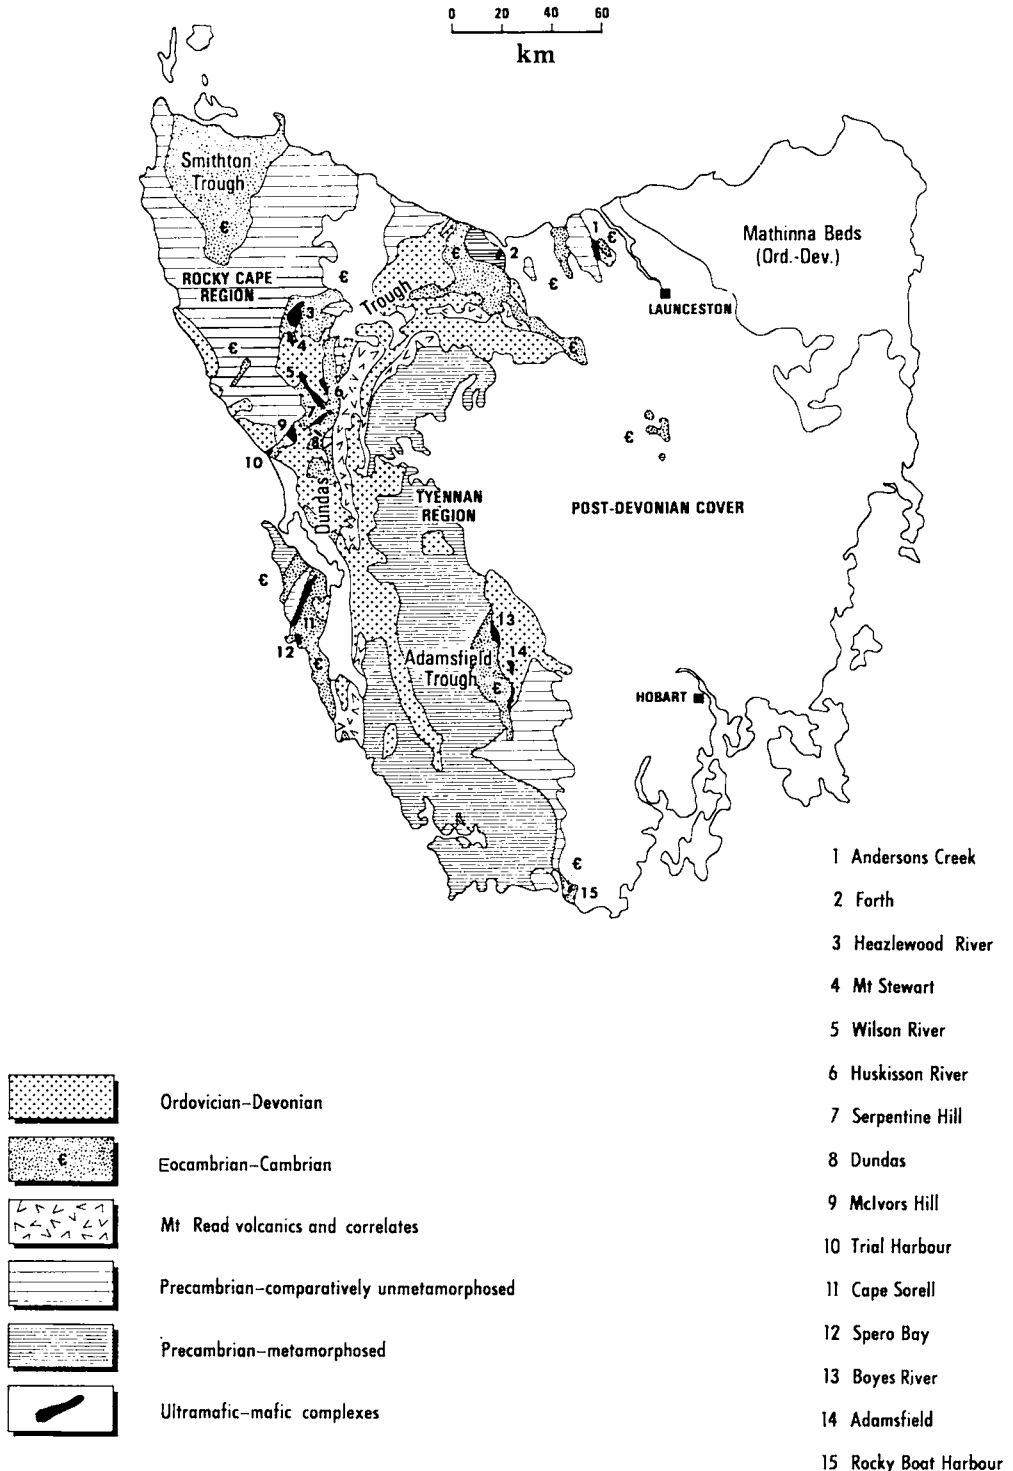 0 20 40 60
km
Smithton
Trough
€
ROCKY CAPE
REGION
€
Trough
€
2
1
€
€
Mathinna Beds
(Ord.-Dev.)
LAUNCESTON
3
4
€
5
6
7
8
9
10
€
€
Dundas
TYENNAN
REGION
POST-DEVONIAN COVER
€
11
12
€
13
14
Adamsfield
Trough
€
HOBART
€
15
1 Andersons Creek
2 Forth
3 Heazlewood River
4 Mt Stewart
5 Wilson River
6 Huskisson River
7 Serpentine Hill
8 Dundas
9 McIvors Hill
10 Trial Harbour
11 Cape Sorell
12 Spero Bay
13 Boyes River
14 Adamsfield
15 Rocky Boat Harbour
Ordovician-Devonian
€
Eocambrian-Cambrian
Mt Read volcanics and correlates
Precambrian-comparatively unmetamorphosed
Precambrian-metamorphosed
Ultramafic-mafic complexes